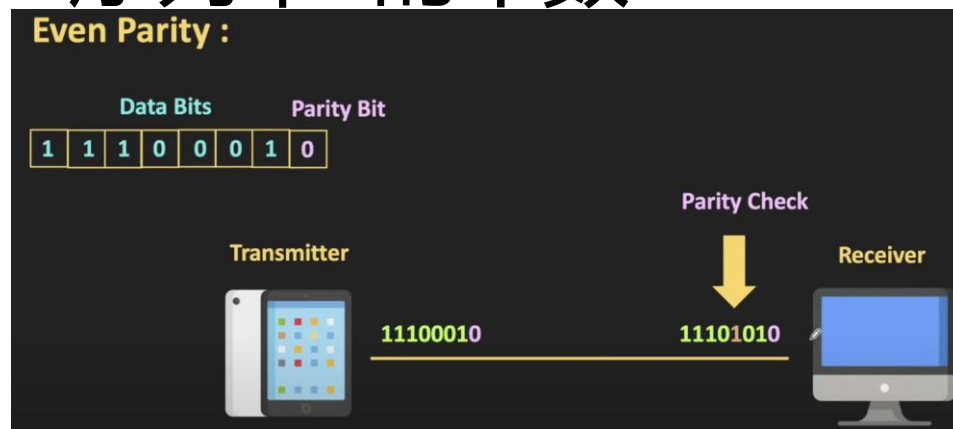 Even Parity :
Data Bits Parity Bit
1 1 1 0 0 0 1 0
Parity Check
Transmitter Receiver
11100010 11101010